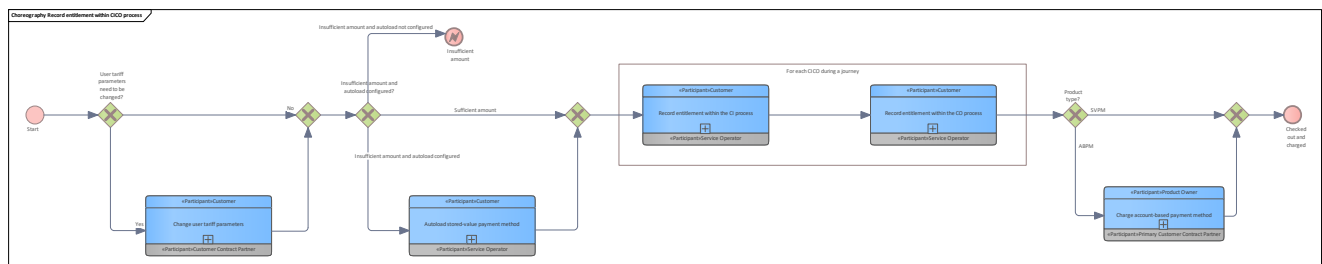 Choreography Record entitlement within CICO process
Start
User tariff
parameters
need to be
changed?
Yes
No
«Participant»Customer
Change user tariff parameters
«Participant»Customer Contract Partner
Insufficient amount and autoload not configured
Insufficient
amount
Insufficient amount and
autoload configured?
Sufficient amount
Insufficient amount and autoload configured
«Participant»Customer
Autoload stored-value payment method
«Participant»Service Operator
For each CICO during a journey
«Participant»Customer
Record entitlement within the CI process
«Participant»Service Operator
«Participant»Customer
Record entitlement within the CO process
«Participant»Service Operator
Product
type?
SVPM
ABPM
«Participant»Product Owner
Charge account-based payment method
«Participant»Primary Customer Contract Partner
Checked
out and
charged